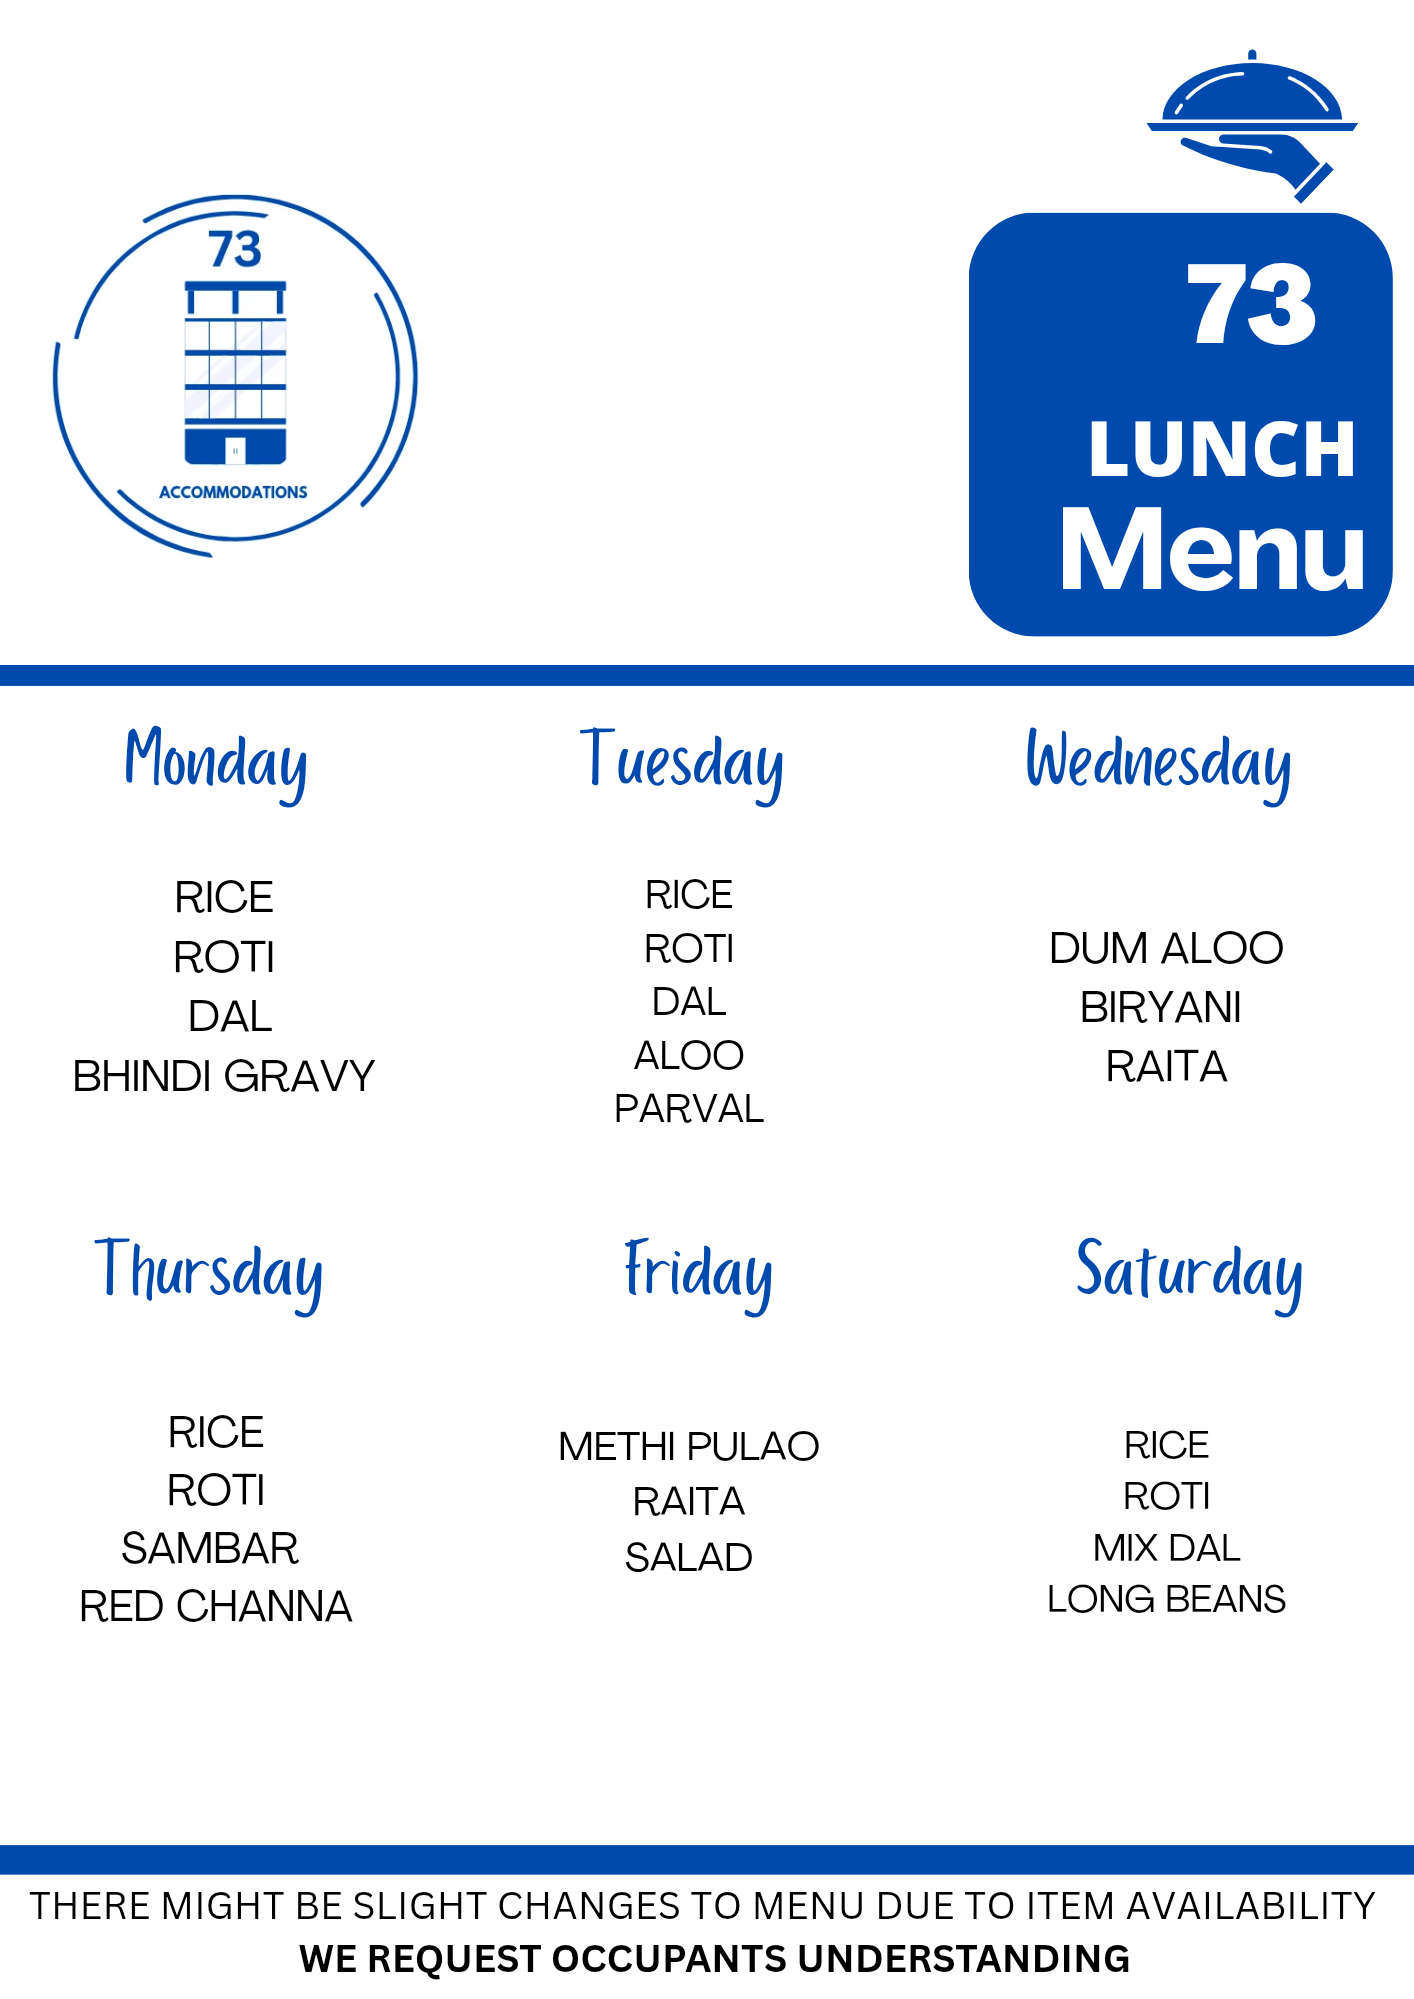 73
ACCOMMODATIONS
73
LUNCH
Menu
Monday
RICE
ROTI
DAL
BHINDI GRAVY
Tuesday
RICE
ROTI
DAL
ALOO
PARVAL
Wednesday
DUM ALOO
BIRYANI
RAITA
Thursday
RICE
ROTI
SAMBAR
RED CHANNA
Friday
METHI PULAO
RAITA
SALAD
Saturday
RICE
ROTI
MIX DAL
LONG BEANS
THERE MIGHT BE SLIGHT CHANGES TO MENU DUE TO ITEM AVAILABILITY
WE REQUEST OCCUPANTS UNDERSTANDING